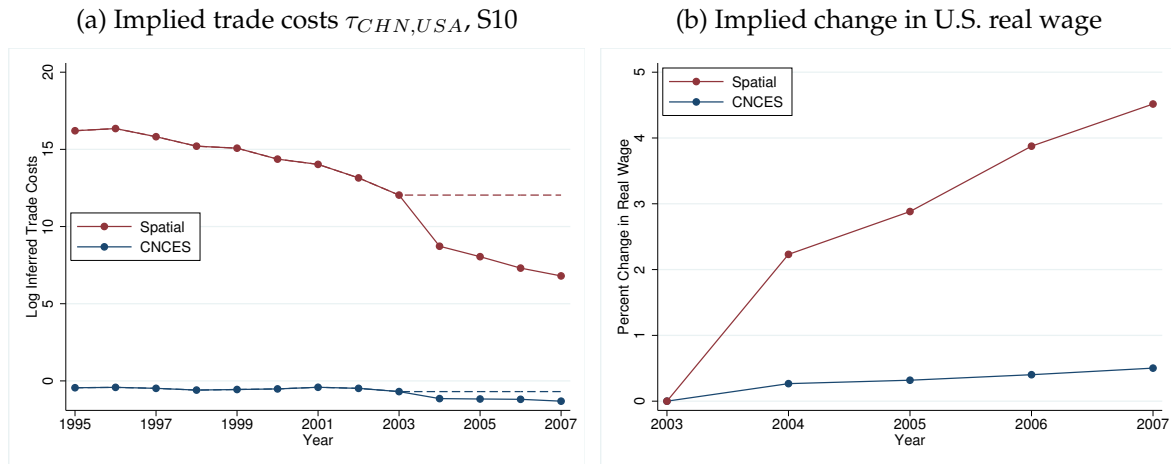 (a) Implied trade costs τ_{CHN,USA}, S10
20
15
10
5
0
Log Inferred Trade Costs
Spatial
CNCES
1995 1997 1999 2001 2003 2005 2007
Year
(b) Implied change in U.S. real wage
5
4
3
2
1
0
Percent Change in Real Wage
Spatial
CNCES
2003 2004 2005 2006 2007
Year